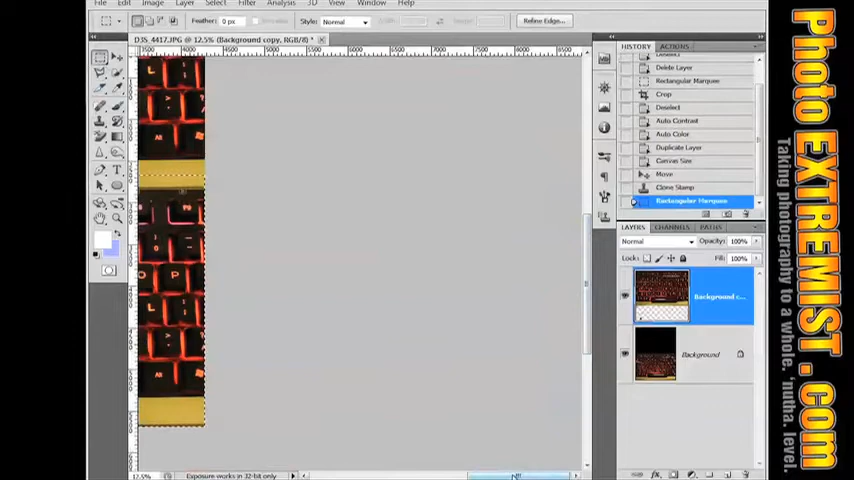 File Edit Image Layer Select Filter Analysis 3D View Window Help
Feather: 0 px Style: Normal Refine Edge...
D3S_4417.JPG @ 12.5% (Background copy, RGB/8) *
HISTORY ACTIONS
Deselect
Delete Layer
Rectangular Marquee
Crop
Deselect
Auto Contrast
Auto Color
Duplicate Layer
Canvas Size
Move
Clone Stamp
Rectangular Marquee
LAYERS CHANNELS PATHS
Normal Opacity: 100%
Lock: Fill: 100%
Background c...
Background
12.5% Exposure works in 32-bit only
Photo EXTREMIST.com
Taking photography to a whole. 'nutha. level.